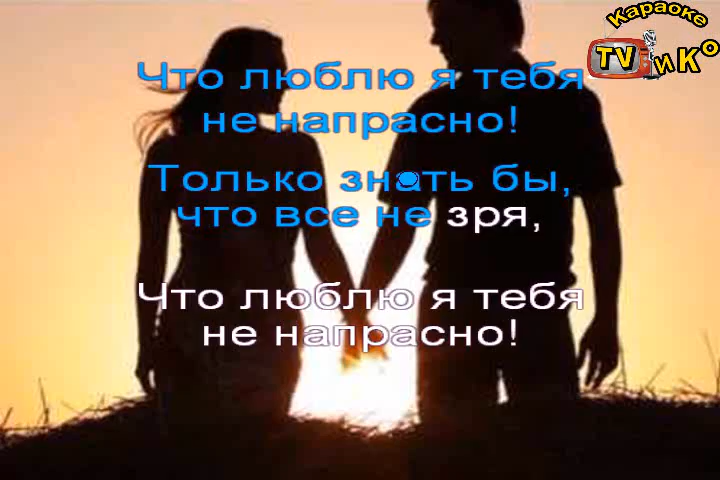 Караоке
TV иКо
Что люблю я тебя
не напрасно!
Только знать бы,
что все не зря,
Что люблю я тебя
не напрасно!